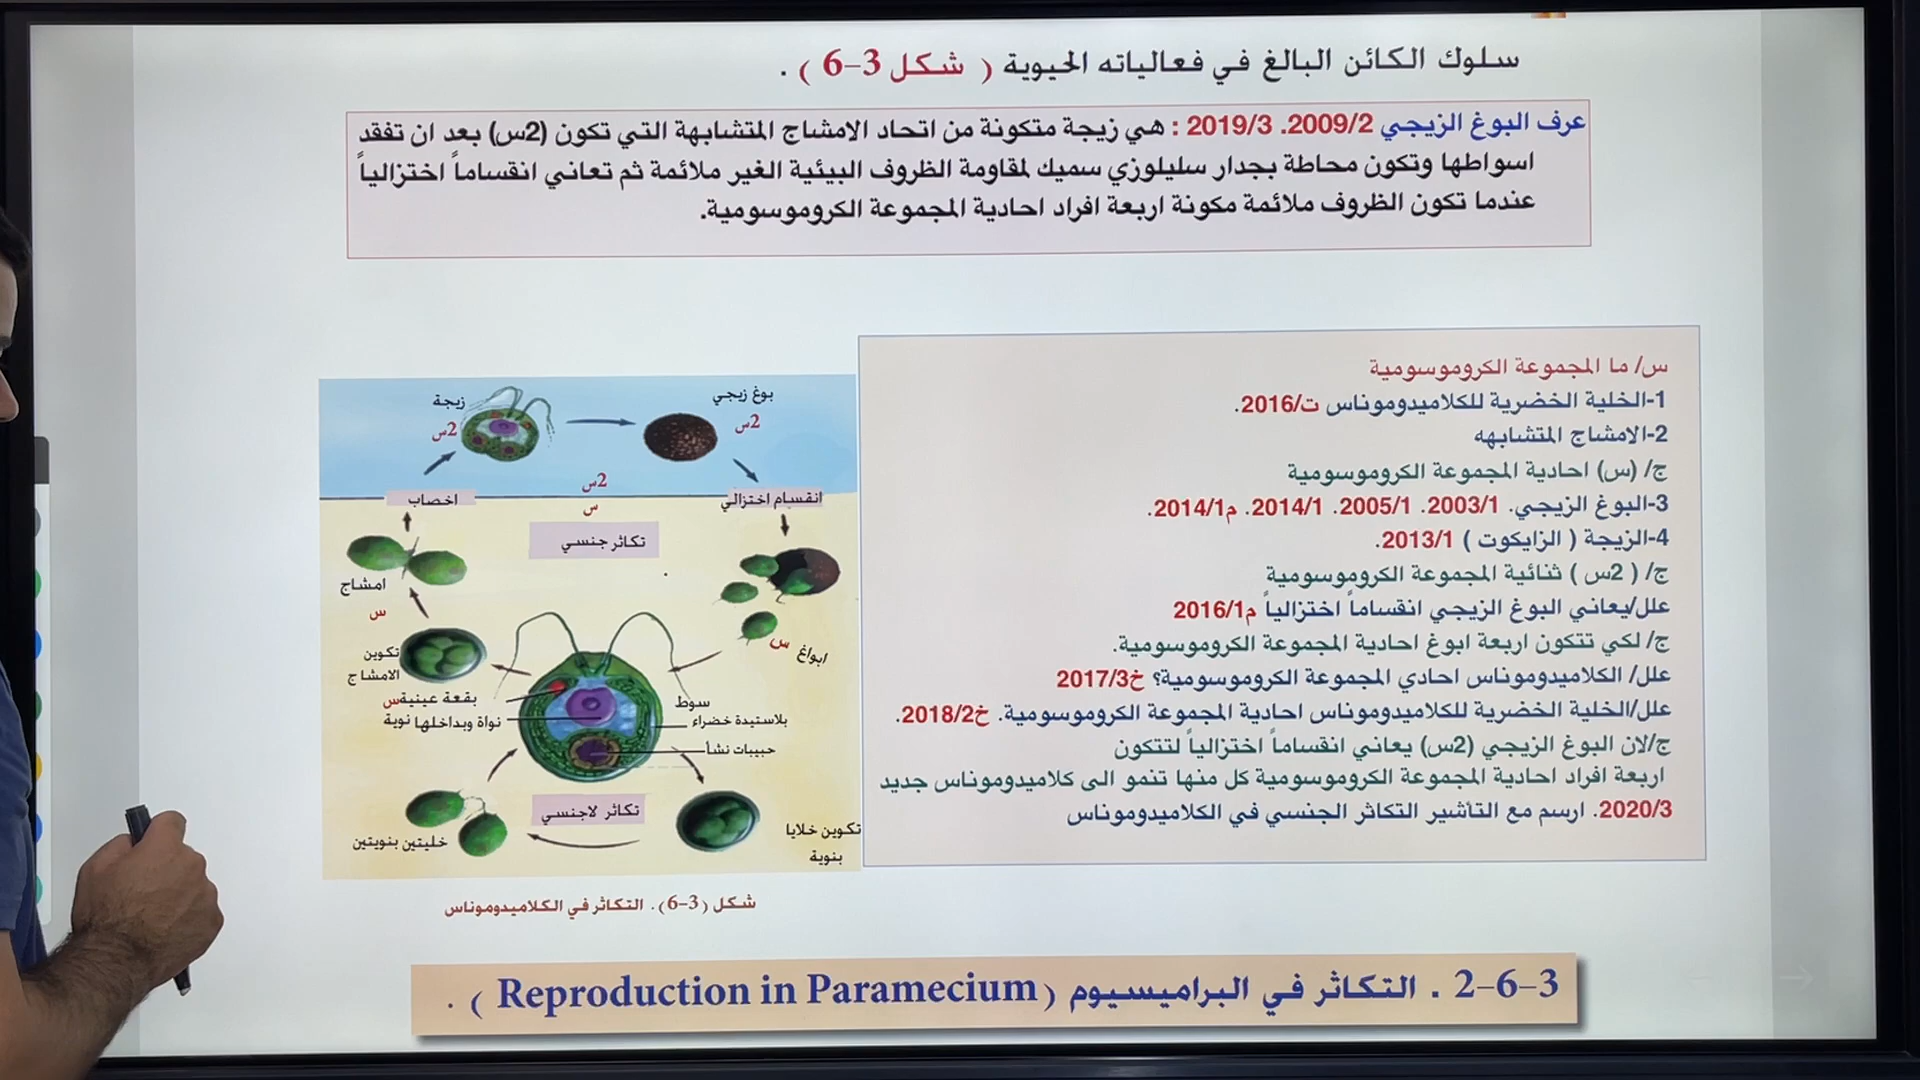 سلوك الكائن البالغ في فعالياته الحيوية ( شكل 3-6 ) .
عرف البوغ الزيجي 2009/2. 2019/3 : هي زيجة متكونة من اتحاد الامشاج المتشابهة التي تكون (2س) بعد ان تفقد
اسواطها وتكون محاطة بجدار سليلوزي سميك لمقاومة الظروف البيئية الغير ملائمة ثم تعاني انقساماً اختزالياً
عندما تكون الظروف ملائمة مكونة اربعة افراد احادية المجموعة الكروموسومية.
س/ ما المجموعة الكروموسومية
1-الخلية الخضرية للكلاميدوموناس ت/2016.
2-الامشاج المتشابهه
ج/ (س) احادية المجموعة الكروموسومية
3-البوغ الزيجي. 2003/1. 2005/1. 2014/1. م2014/1.
4-الزيجة ( الزايكوت ) 2013/1.
ج/ ( 2س ) ثنائية المجموعة الكروموسومية
علل/يعاني البوغ الزيجي انقساماً اختزالياً م2016/1
ج/ لكي تتكون اربعة ابوغ احادية المجموعة الكروموسومية.
علل/ الكلاميدوموناس احادي المجموعة الكروموسومية؟ خ2017/3
علل/الخلية الخضرية للكلاميدوموناس احادية المجموعة الكروموسومية. خ2018/2.
ج/لان البوغ الزيجي (2س) يعاني انقساماً اختزالياً لتتكون
اربعة افراد احادية المجموعة الكروموسومية كل منها تنمو الى كلاميدوموناس جديد
2020/3. ارسم مع التأشير التكاثر الجنسي في الكلاميدوموناس
بوغ زيجي
2س
زيجة
2س
2س
س
انقسام اختزالي
اخصاب
تكاثر جنسي
امشاج
س
ابواغ س
تكوين
الامشاج
س
بقعة عينية
نواة وبداخلها نوية
سوط
بلاستيدة خضراء
حبيبات نشأ
تكاثر لاجنسي
خليتين بنويتين
تكوين خلايا
بنوية
شكل (3-6). التكاثر في الكلاميدوموناس
3-6-2 . التكاثر في البراميسيوم (Reproduction in Paramecium ) .